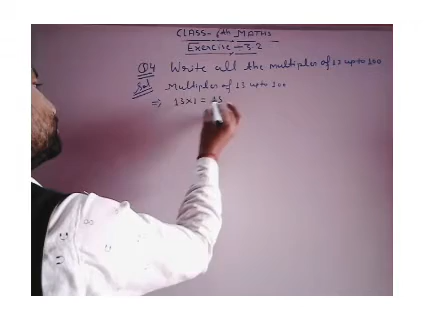 CLASS- 6th MATHS
Exercise - 3.2
Q4 Write all the multiples of 13 upto 100
Sol Multiples of 13 upto 100
⇒ 13×1 = 13